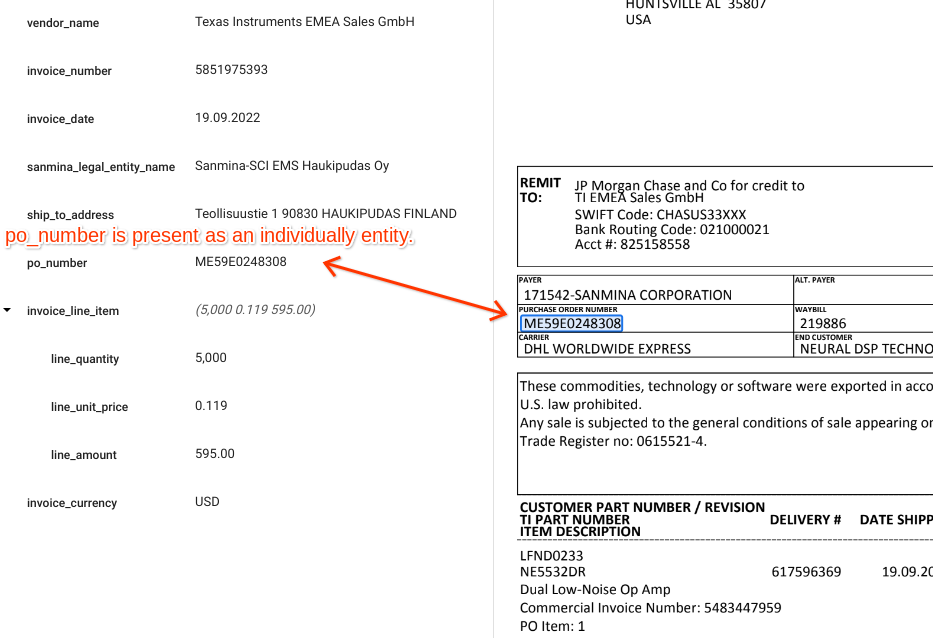 vendor_name Texas Instruments EMEA Sales GmbH
invoice_number 5851975393
invoice_date 19.09.2022
sanmina_legal_entity_name Sanmina-SCI EMS Haukipudas Oy
ship_to_address Teollisuustie 1 90830 HAUKIPUDAS FINLAND
po_number is present as an individually entity.
po_number ME59E0248308
invoice_line_item (5,000 0.119 595.00)
line_quantity 5,000
line_unit_price 0.119
line_amount 595.00
invoice_currency USD
HUNTSVILLE AL 35807
USA
REMIT TO: JP Morgan Chase and Co for credit to
TI EMEA Sales GmbH
SWIFT Code: CHASUS33XXX
Bank Routing Code: 021000021
Acct #: 825158558
PAYER ALT. PAYER
171542-SANMINA CORPORATION
PURCHASE ORDER NUMBER WAYBILL
ME59E0248308 219886
CARRIER END CUSTOMER
DHL WORLDWIDE EXPRESS NEURAL DSP TECHNO
These commodities, technology or software were exported in acco
U.S. law prohibited.
Any sale is subjected to the general conditions of sale appearing or
Trade Register no: 0615521-4.
CUSTOMER PART NUMBER / REVISION
TI PART NUMBER DELIVERY # DATE SHIPP
ITEM DESCRIPTION
LFND0233
NE5532DR 617596369 19.09.20
Dual Low-Noise Op Amp
Commercial Invoice Number: 5483447959
PO Item: 1